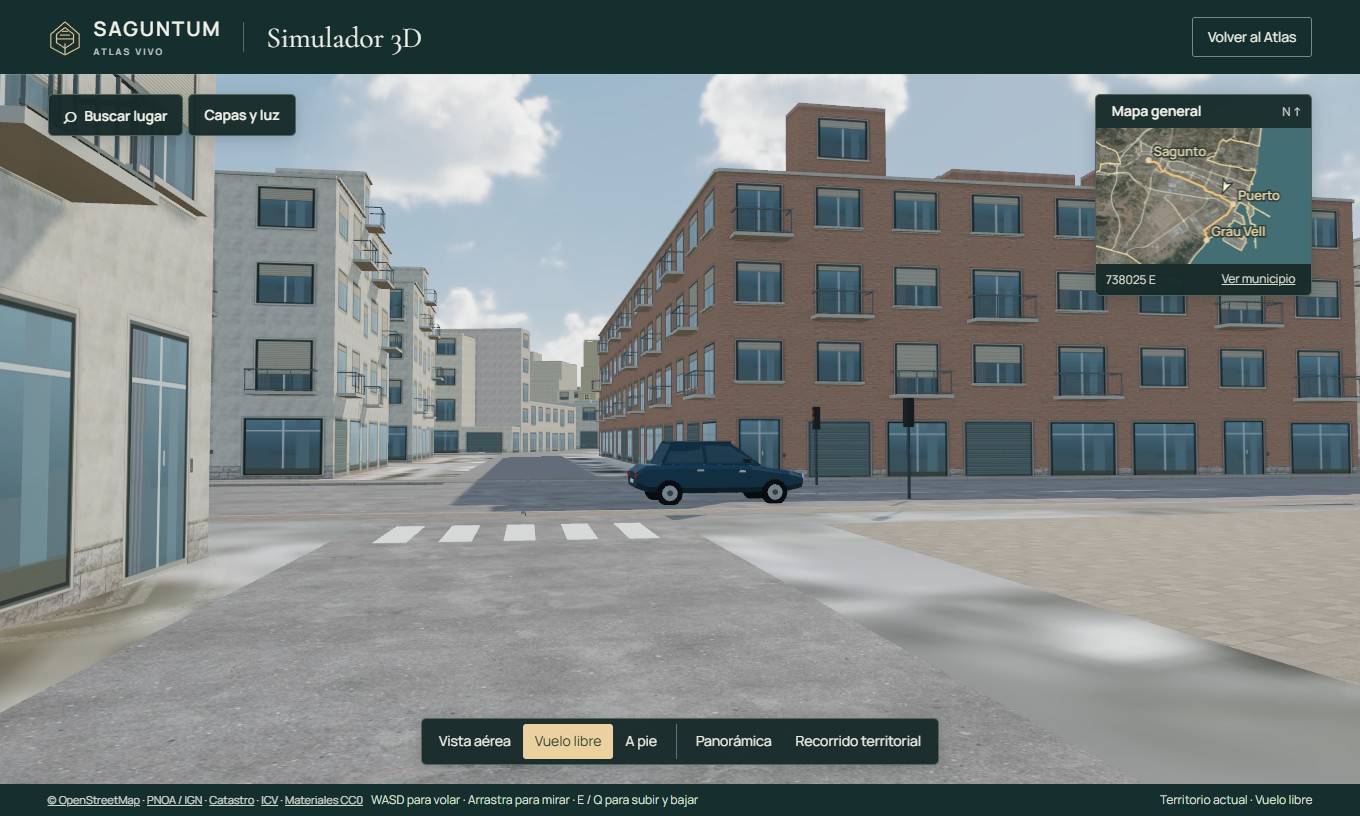 SAGUNTUM
ATLAS VIVO
Simulador 3D
Volver al Atlas
Buscar lugar
Capas y luz
Mapa general
N ↑
Sagunto
Puerto
Grau Vell
738025 E
Ver municipio
Vista aérea
Vuelo libre
A pie
Panorámica
Recorrido territorial
© OpenStreetMap · PNOA / IGN · Catastro · ICV · Materiales CC0 WASD para volar · Arrastra para mirar · E / Q para subir y bajar
Territorio actual · Vuelo libre